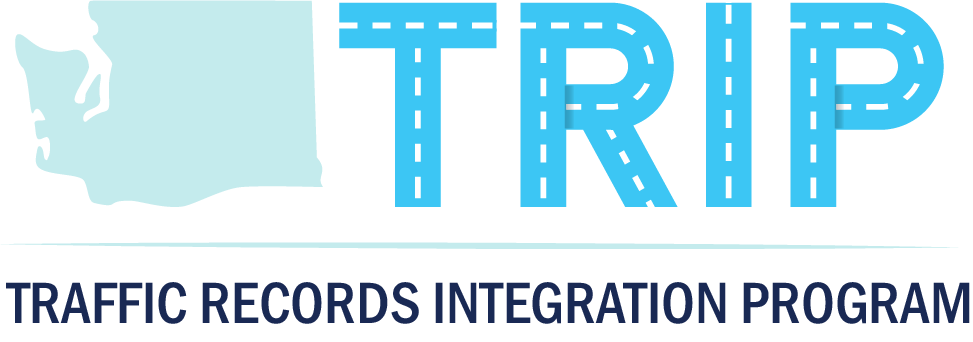 TRIP
TRAFFIC RECORDS INTEGRATION PROGRAM